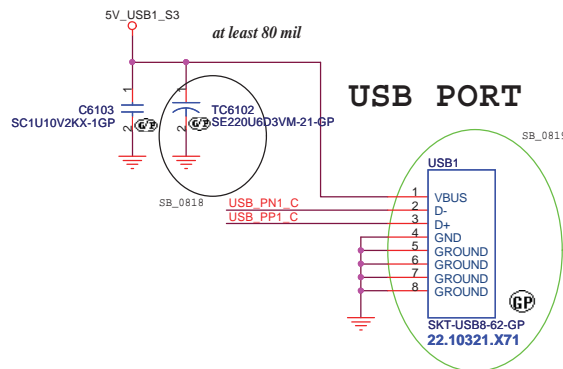 5V_USB1_S3
at least 80 mil
1
1
C6103
TC6102
SC1U10V2KX-1GP
2
G/P
2
G/P
SE220U6D3VM-21-GP
USB PORT
SB_0819
SB_0818
USB1
1 VBUS
USB_PN1_C 2 D-
USB_PP1_C 3 D+
4 GND
5 GROUND
6 GROUND
7 GROUND
8 GROUND
GP
SKT-USB8-62-GP
22.10321.X71